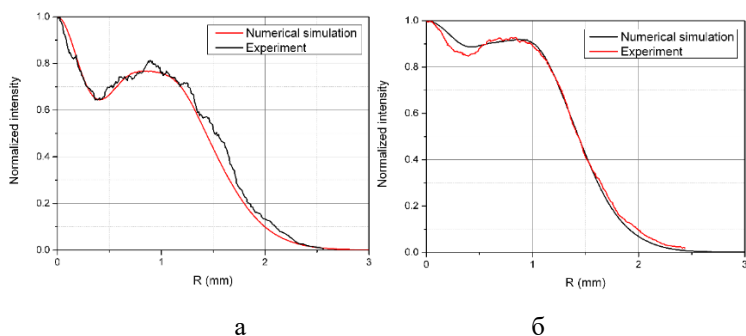 Normalized intensity
1.0
0.8
0.6
0.4
0.2
0.0
Numerical simulation
Experiment
0
1
2
3
R (mm)
а
Normalized intensity
1.0
0.8
0.6
0.4
0.2
0.0
Numerical simulation
Experiment
0
1
2
3
R (mm)
б